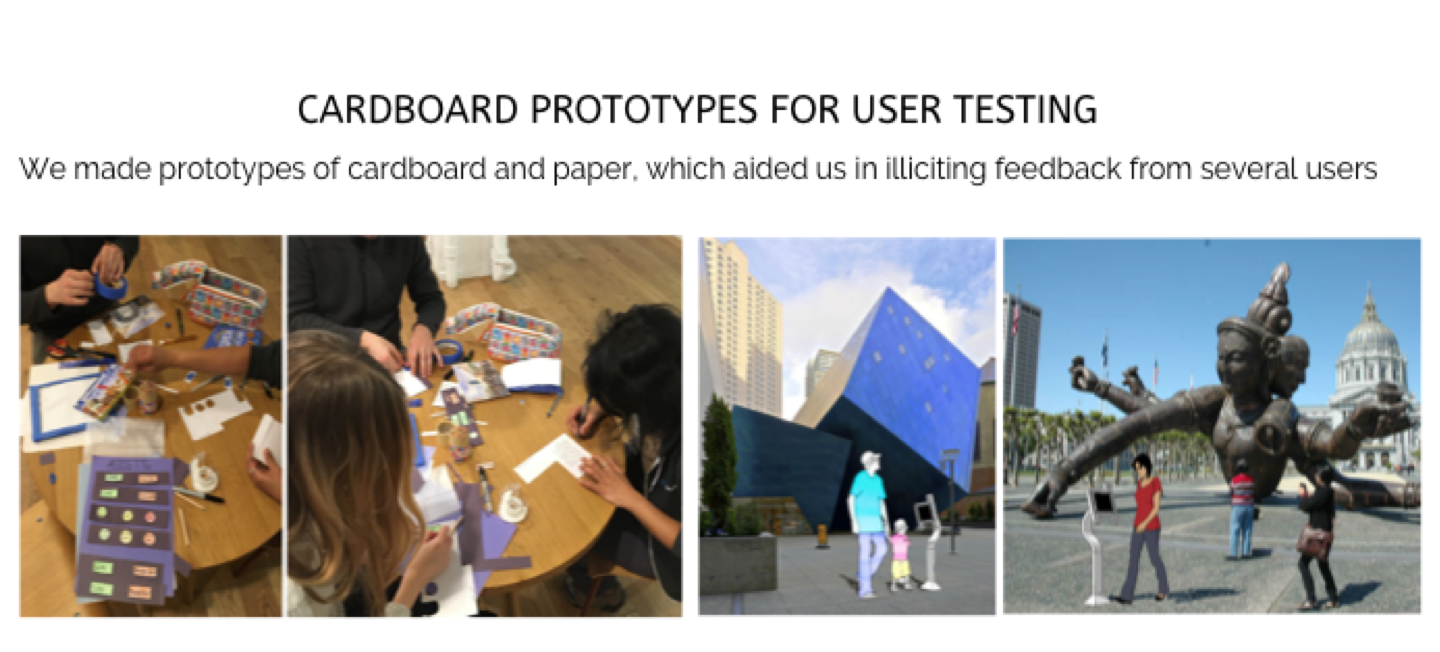 CARDBOARD PROTOTYPES FOR USER TESTING
We made prototypes of cardboard and paper, which aided us in illiciting feedback from several users